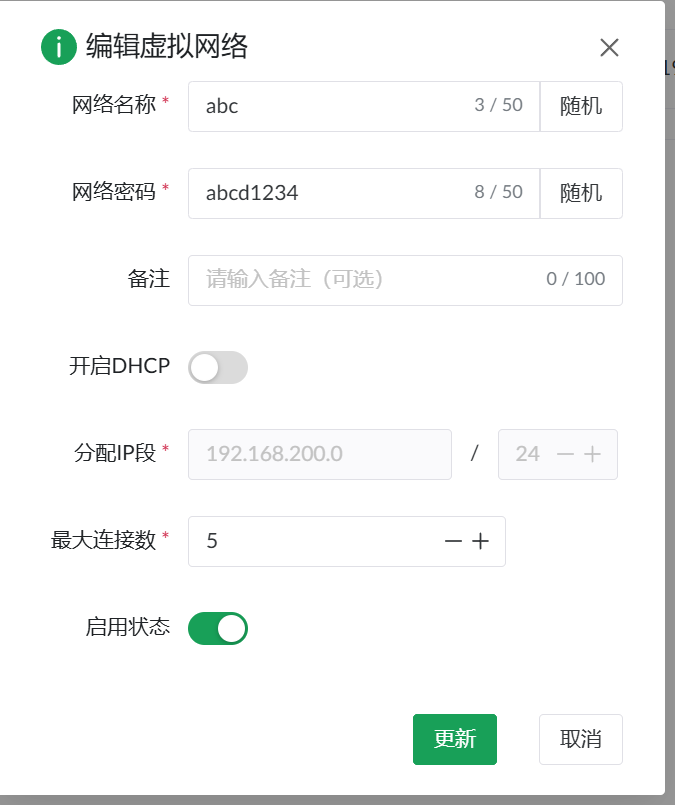 编辑虚拟网络
网络名称 * abc 3 / 50 随机
网络密码 * abcd1234 8 / 50 随机
备注 请输入备注（可选） 0 / 100
开启DHCP
分配IP段 * 192.168.200.0 / 24
最大连接数 * 5
启用状态
更新 取消